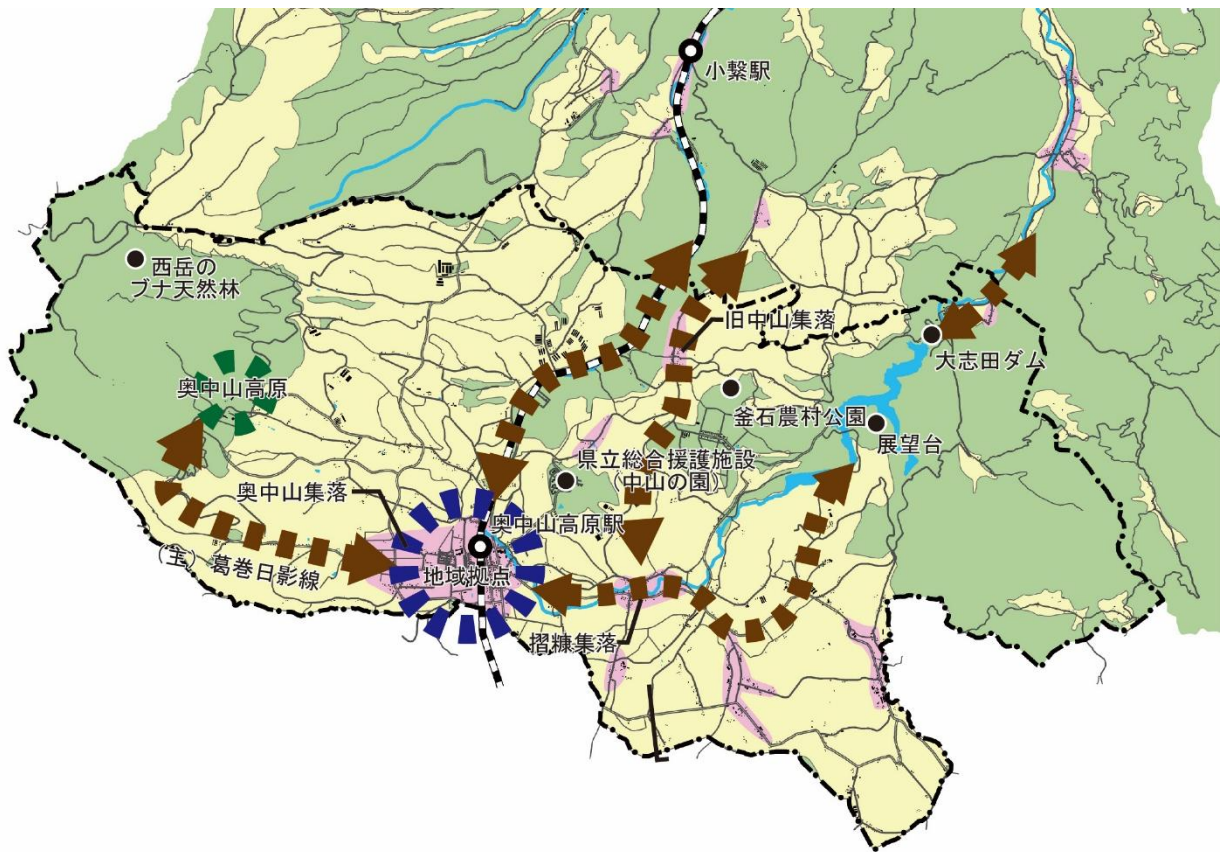 小繋駅
西岳の
ブナ天然林
旧中山集落
大志田ダム
奥中山高原
釜石農村公園
展望台
県立総合援護施設
（中山の園）
奥中山集落
奥中山高原駅
（主）葛巻日影線
地域拠点
摺糠集落